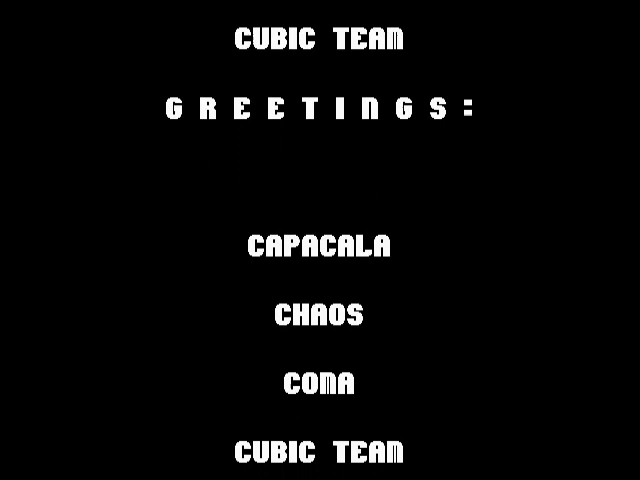 CUBIC TEAM
G R E E T I N G S :
CAPACALA
CHAOS
COMA
CUBIC TEAM